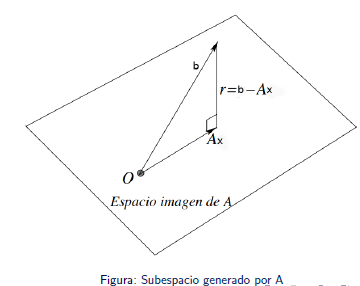 b
r=b−Ax
Ax
O
Espacio imagen de A
Figura: Subespacio generado por A